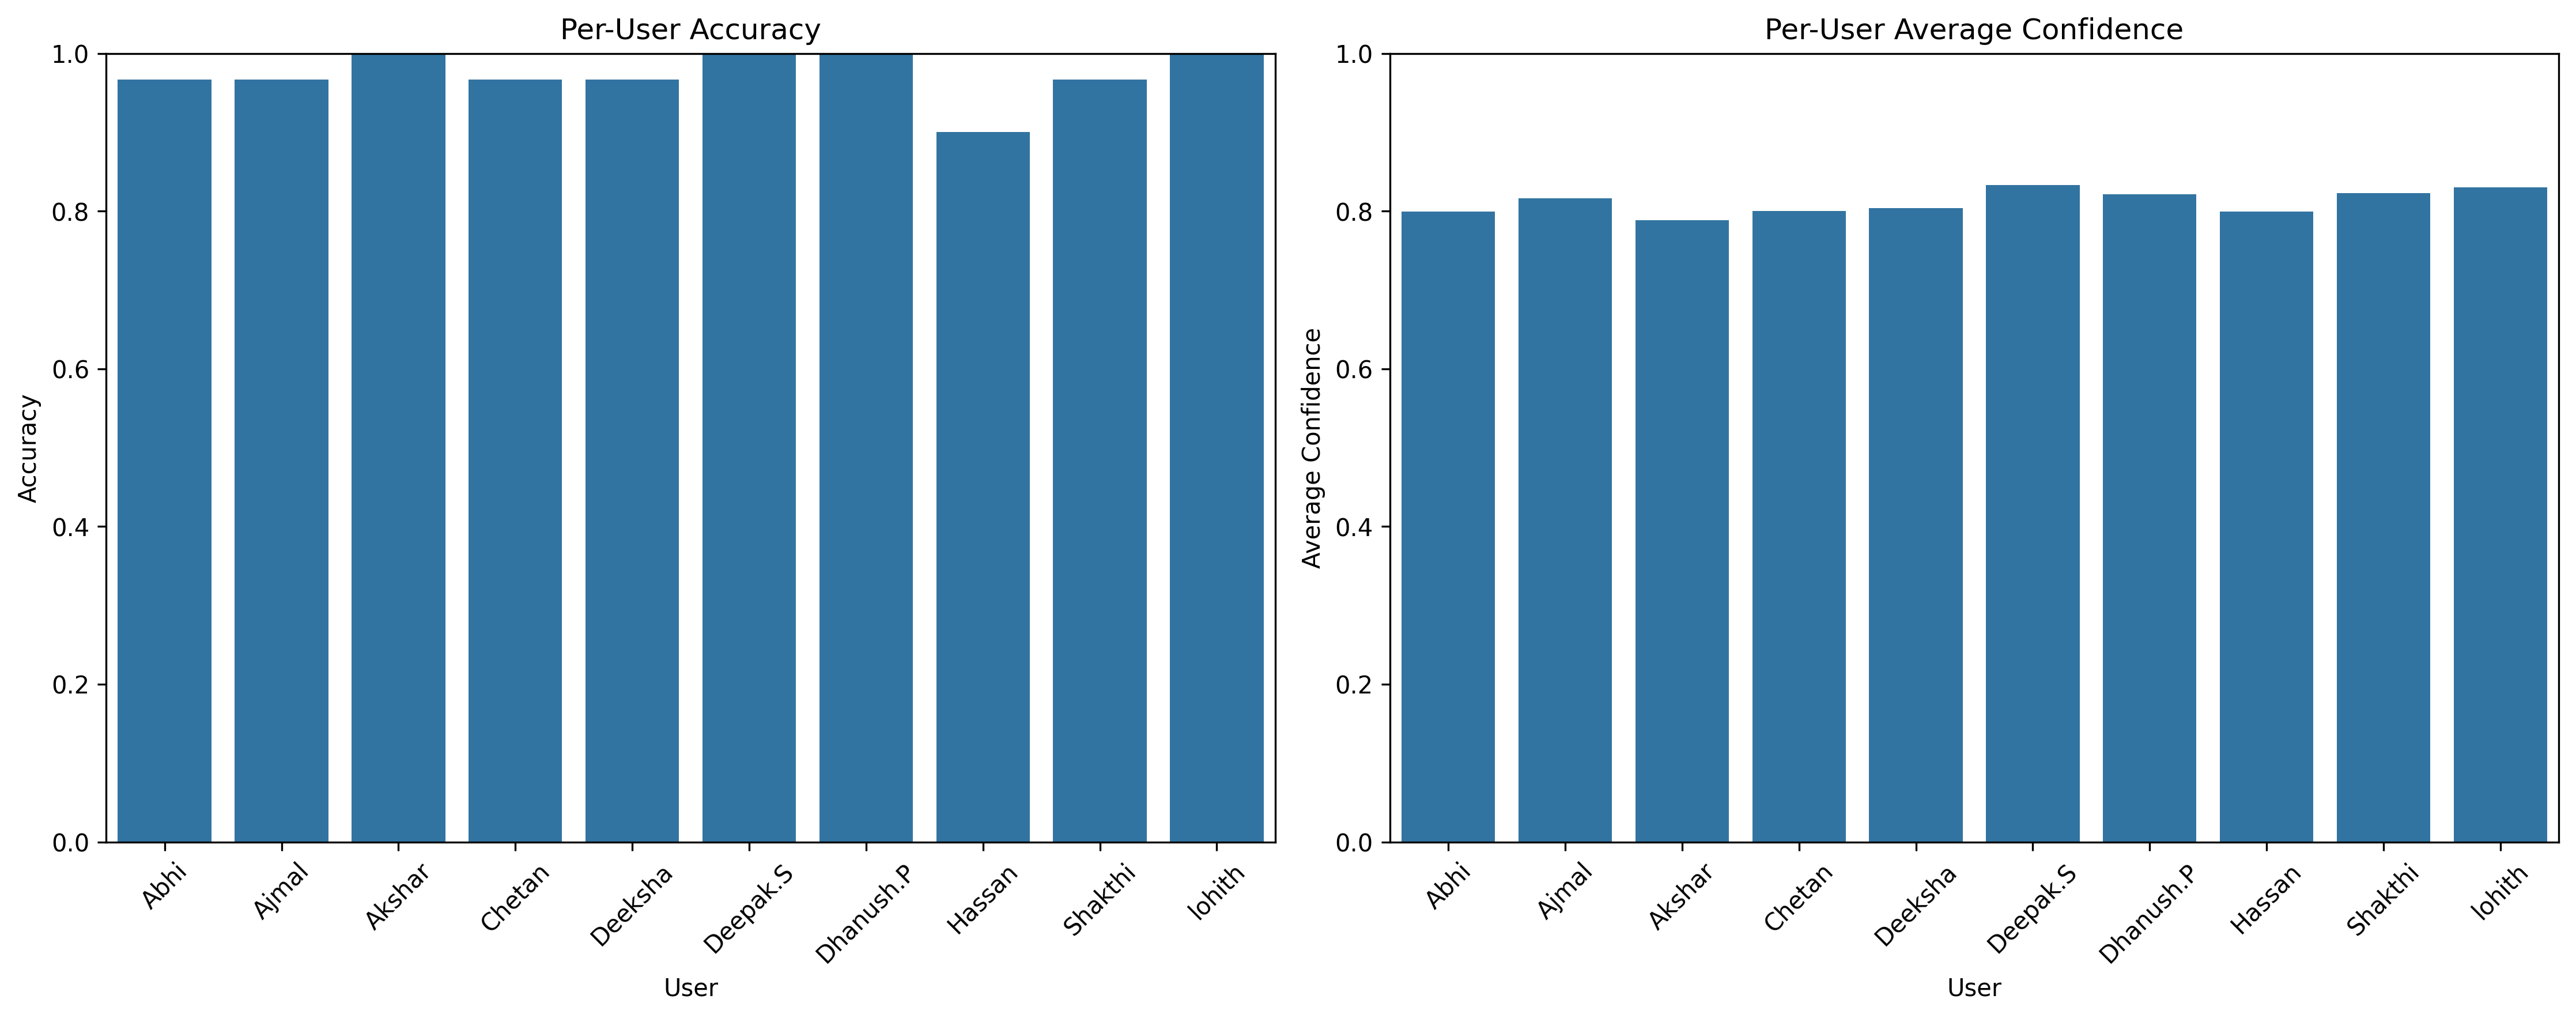 Per-User Accuracy
1.0
0.8
0.6
0.4
0.2
0.0
Accuracy
Abhi
Ajmal
Akshar
Chetan
Deeksha
Deepak.S
Dhanush.P
Hassan
Shakthi
lohith
User
Per-User Average Confidence
1.0
0.8
0.6
0.4
0.2
0.0
Average Confidence
Abhi
Ajmal
Akshar
Chetan
Deeksha
Deepak.S
Dhanush.P
Hassan
Shakthi
lohith
User